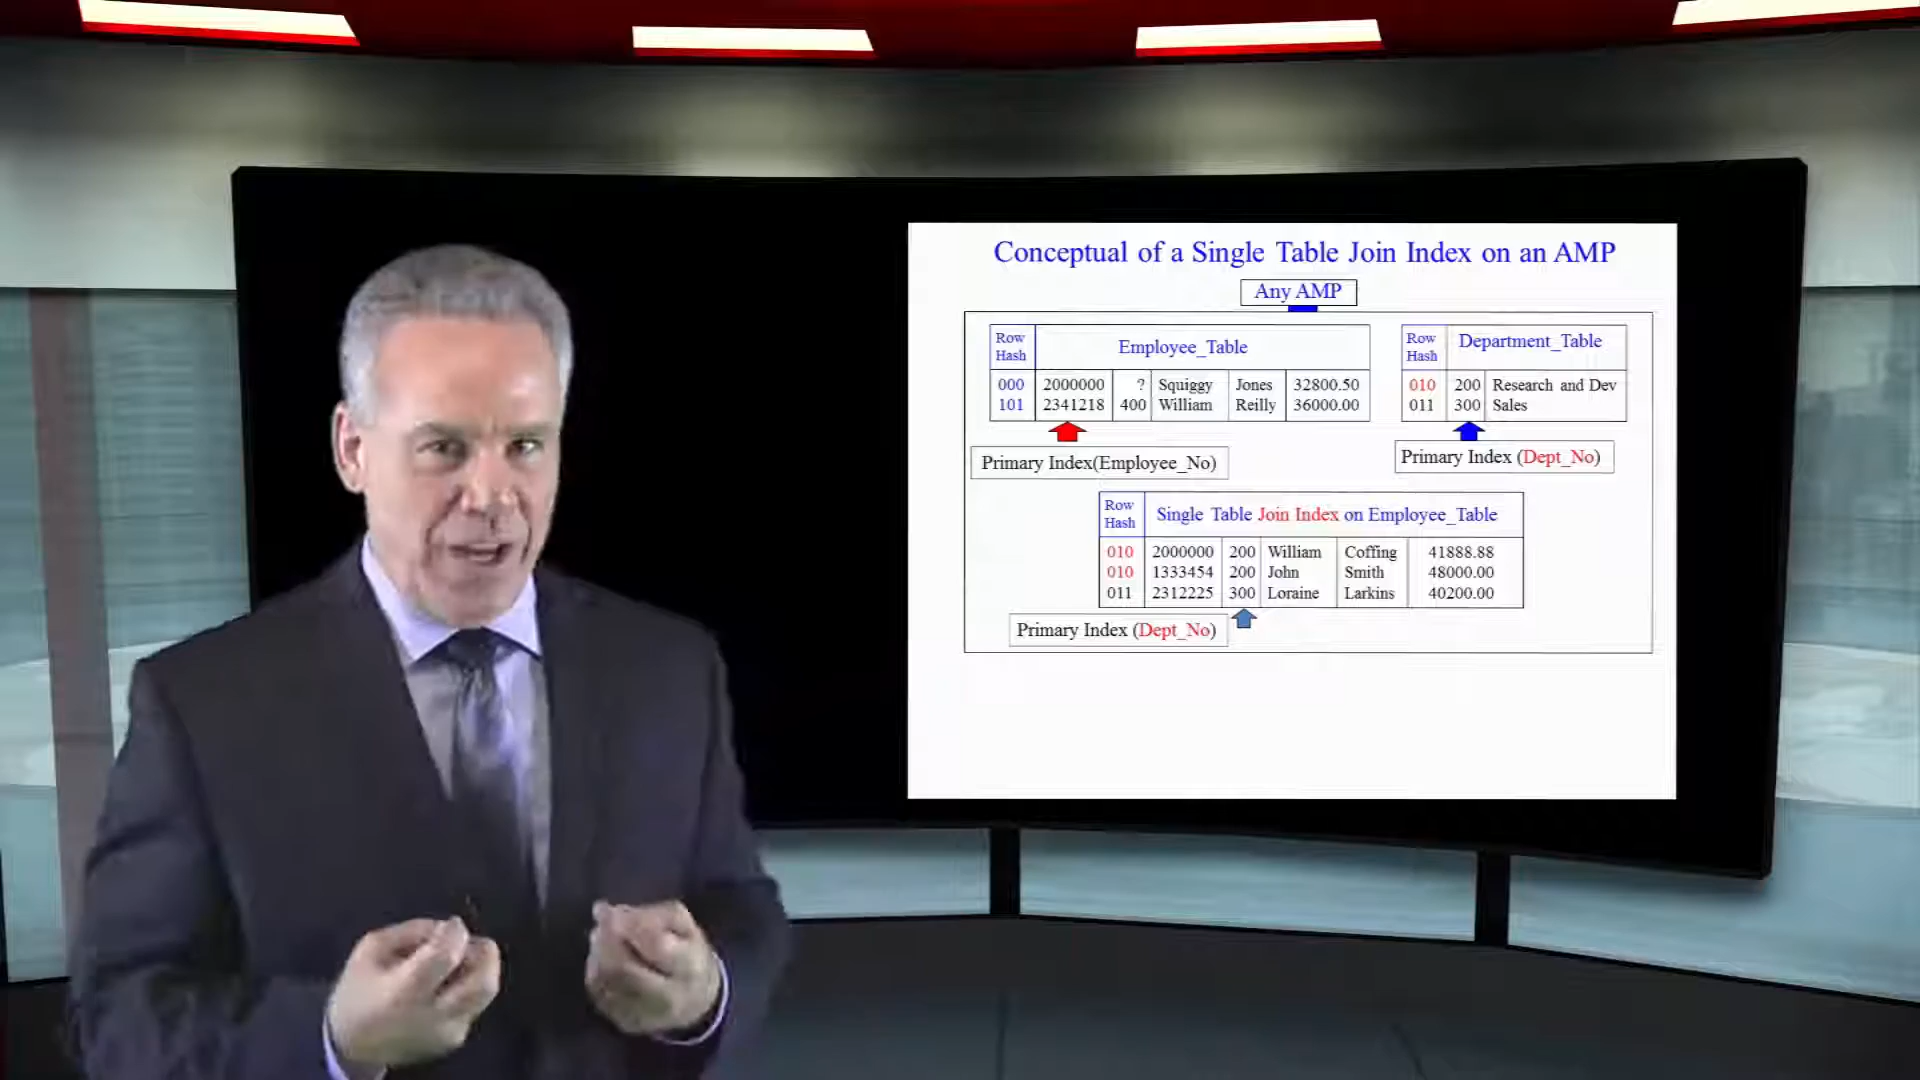 Conceptual of a Single Table Join Index on an AMP
Any AMP
Row Hash Employee_Table
000 2000000 ? Squiggy Jones 32800.50
101 2341218 400 William Reilly 36000.00
Primary Index(Employee_No)
Row Hash Department_Table
010 200 Research and Dev
011 300 Sales
Primary Index (Dept_No)
Row Hash Single Table Join Index on Employee_Table
010 2000000 200 William Coffing 41888.88
010 1333454 200 John Smith 48000.00
011 2312225 300 Loraine Larkins 40200.00
Primary Index (Dept_No)